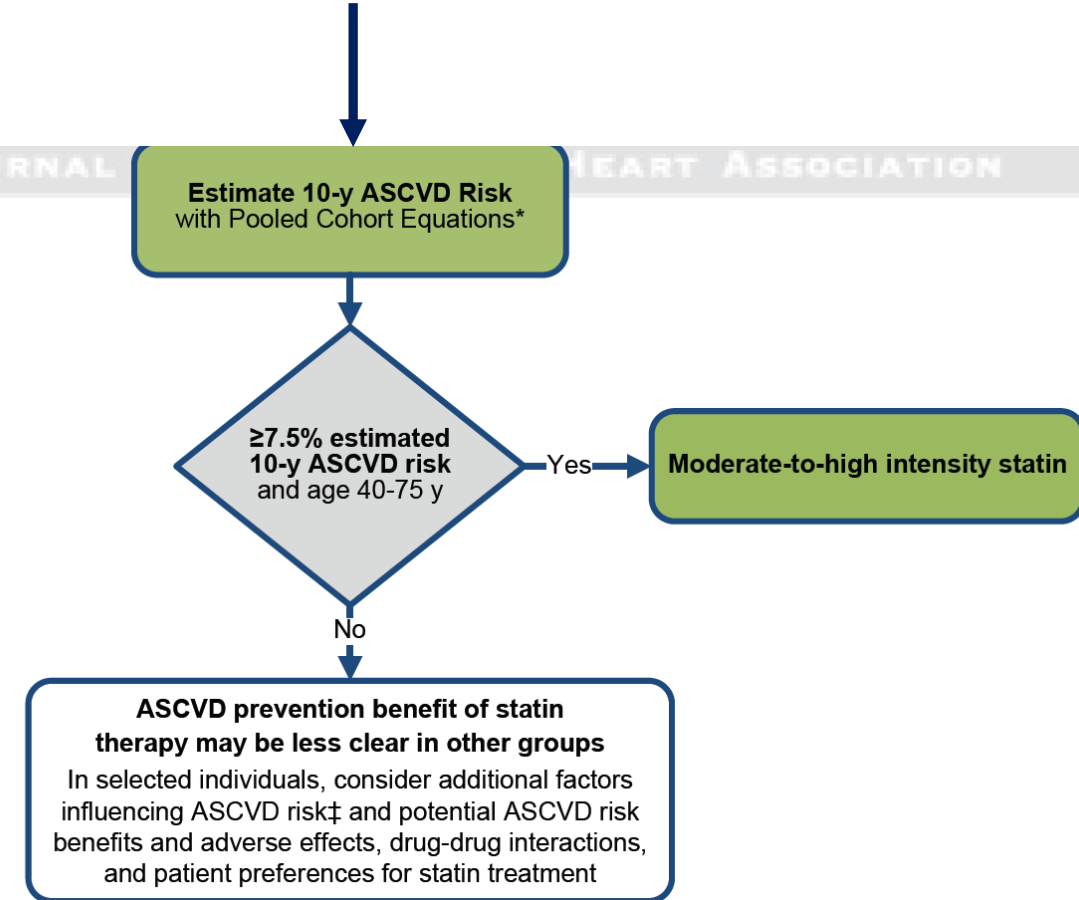 RNAL
HEART ASSOCIATION
Estimate 10-y ASCVD Risk
with Pooled Cohort Equations*
≥7.5% estimated
10-y ASCVD risk
and age 40-75 y
Yes
Moderate-to-high intensity statin
No
ASCVD prevention benefit of statin
therapy may be less clear in other groups
In selected individuals, consider additional factors
influencing ASCVD risk‡ and potential ASCVD risk
benefits and adverse effects, drug-drug interactions,
and patient preferences for statin treatment